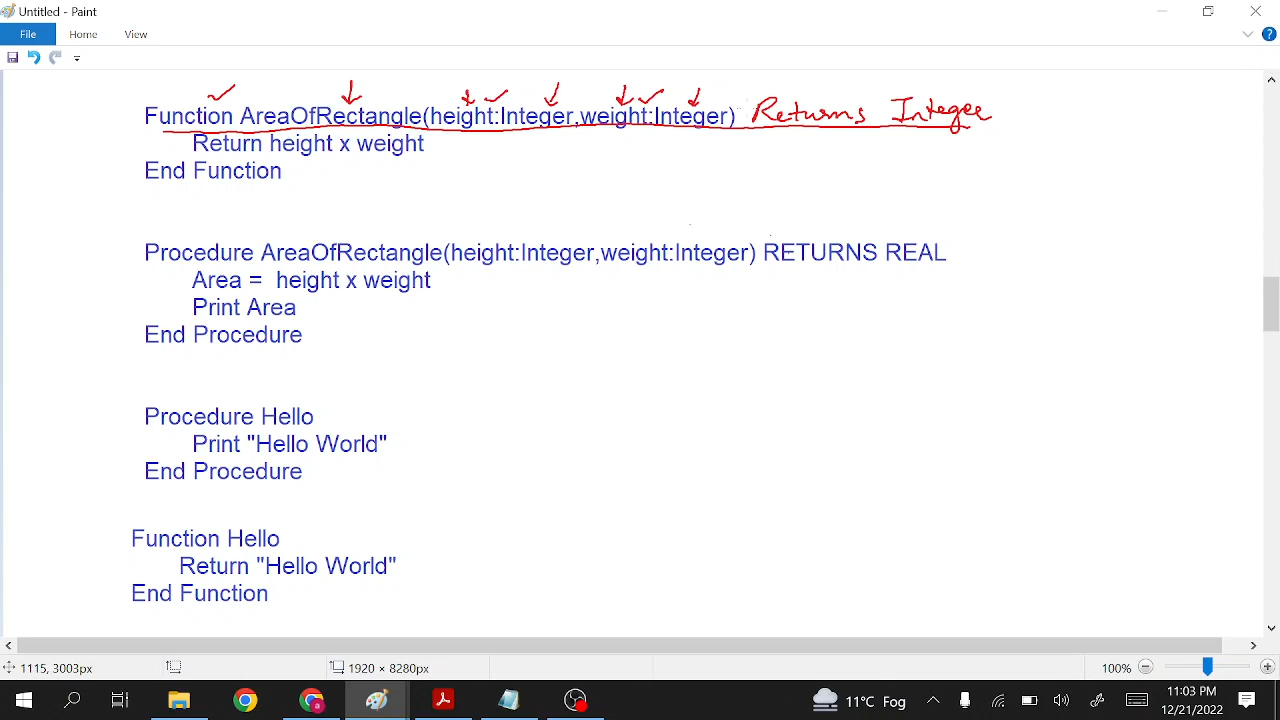 Untitled - Paint
File Home View
Function AreaOfRectangle(height:Integer,weight:Integer) Returns Integer
Return height x weight
End Function
Procedure AreaOfRectangle(height:Integer,weight:Integer) RETURNS REAL
Area = height x weight
Print Area
End Procedure
Procedure Hello
Print "Hello World"
End Procedure
Function Hello
Return "Hello World"
End Function
1115, 3003px 1920 × 8280px 100%
11°C Fog 11:03 PM
12/21/2022